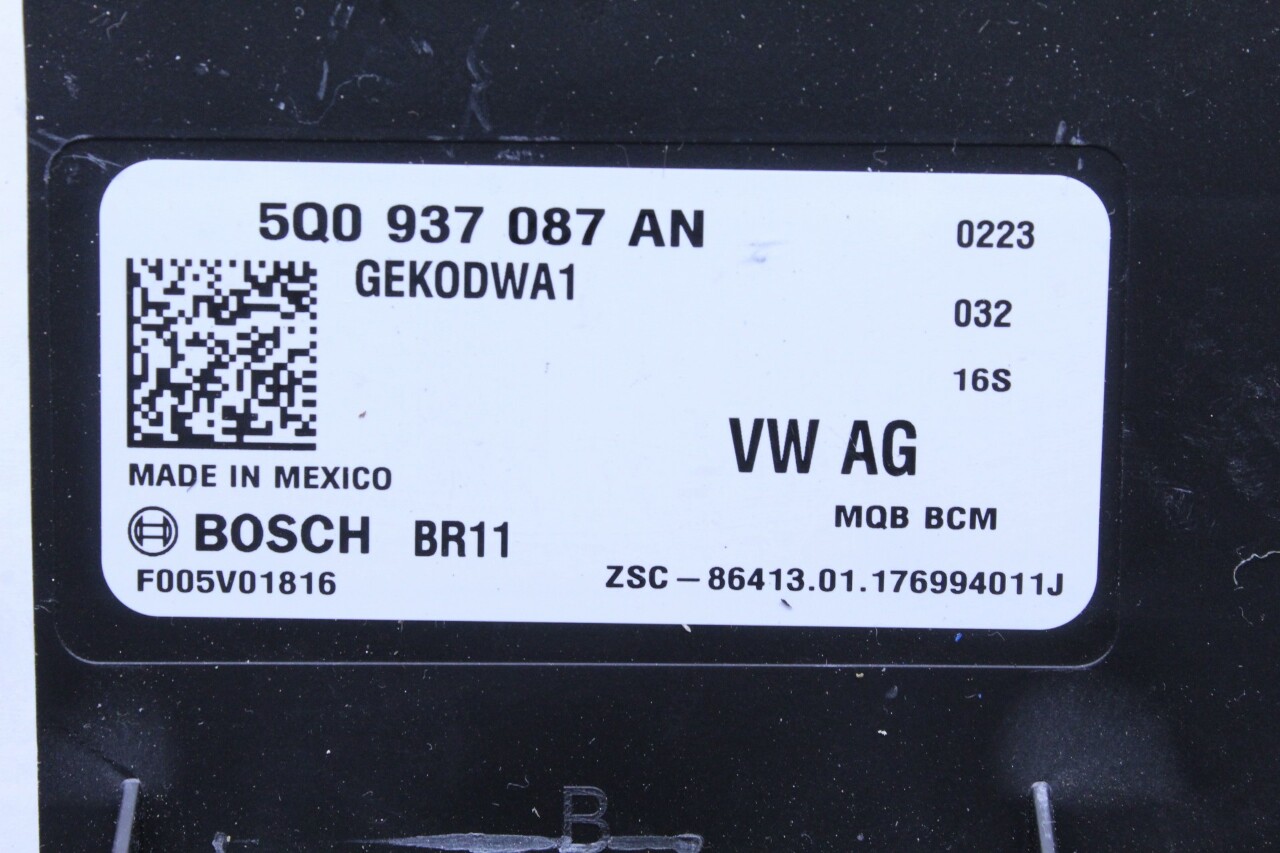 5Q0 937 087 AN
0223
GEKODWA1
032
16S
VW AG
MADE IN MEXICO
MQB BCM
BOSCH BR11
F005V01816
ZSC – 86413.01.176994011J
B